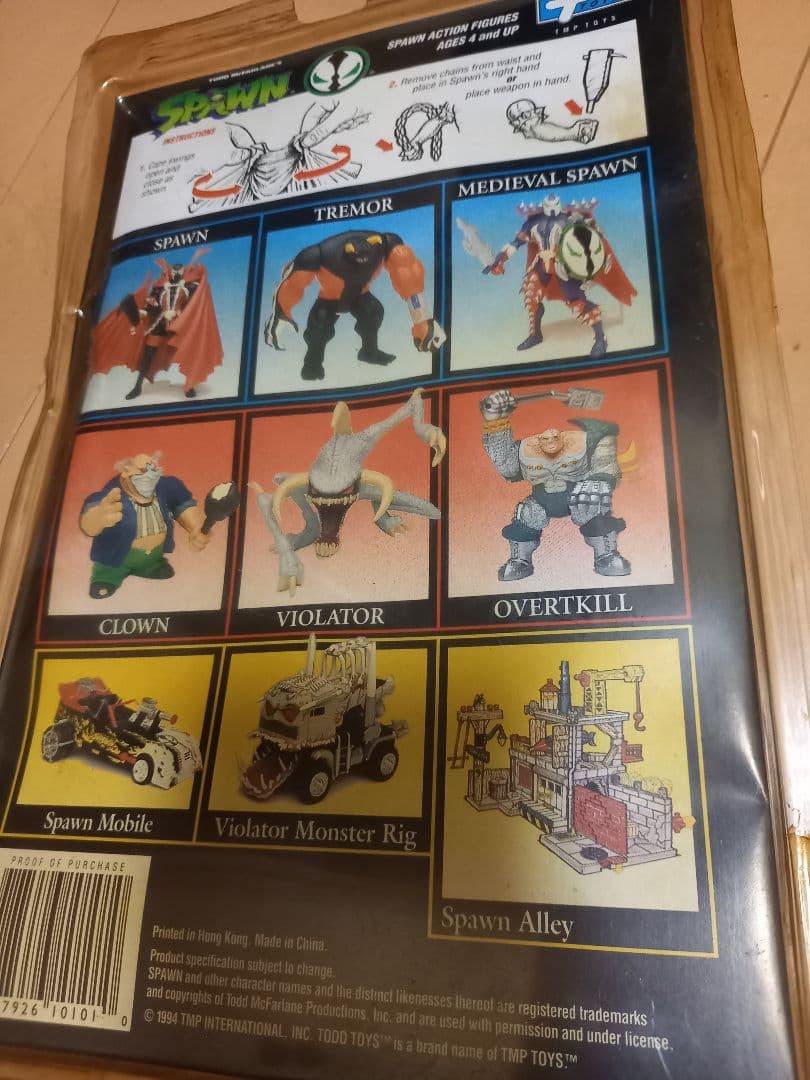 TODD McFARLANE'S
SPAWN
SPAWN ACTION FIGURES
AGES 4 and UP
TMP TOYS
INSTRUCTIONS
1. Cape swings
open and
close as
shown.
2. Remove chains from waist and
place in Spawn's right hand
or
place weapon in hand.
SPAWN
TREMOR
MEDIEVAL SPAWN
CLOWN
VIOLATOR
OVERTKILL
Spawn Mobile
Violator Monster Rig
Spawn Alley
PROOF OF PURCHASE
7926 10101 0
Printed in Hong Kong. Made in China.
Product specification subject to change.
SPAWN and other character names and the distinct likenesses thereof are registered trademarks
and copyrights of Todd McFarlane Productions, Inc. and are used with permission and under license.
© 1994 TMP INTERNATIONAL, INC. TODD TOYS™ is a brand name of TMP TOYS.™